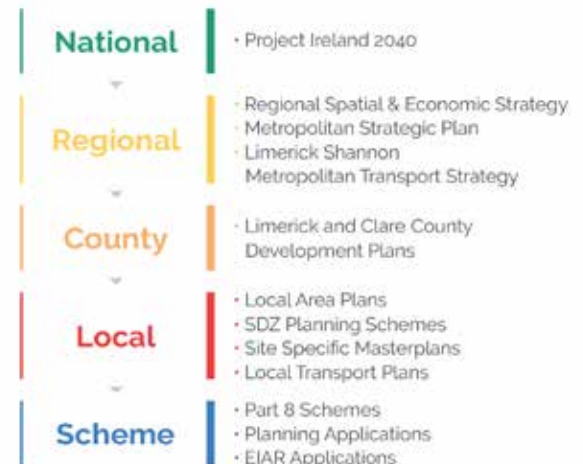 National
• Project Ireland 2040
Regional
• Regional Spatial & Economic Strategy
• Metropolitan Strategic Plan
• Limerick Shannon
Metropolitan Transport Strategy
County
• Limerick and Clare County
Development Plans
Local
• Local Area Plans
• SDZ Planning Schemes
• Site Specific Masterplans
• Local Transport Plans
Scheme
• Part 8 Schemes
• Planning Applications
• EIAR Applications